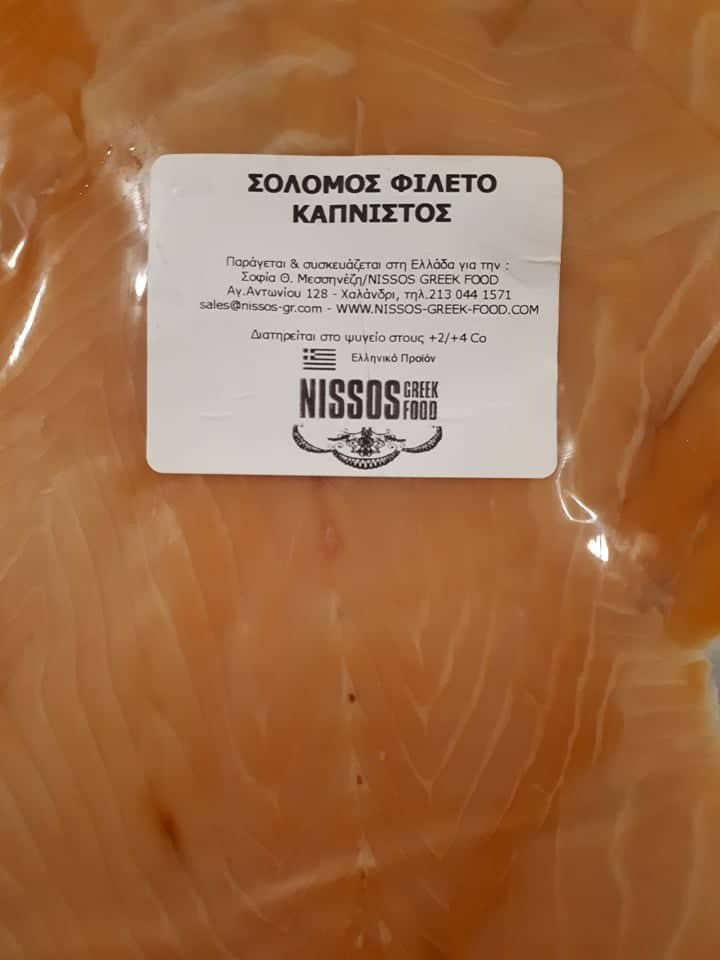 ΣΟΛΟΜΟΣ ΦΙΛΕΤΟ
ΚΑΠΝΙΣΤΟΣ
Παράγεται & συσκευάζεται στη Ελλάδα για την :
Σοφία Θ. Μεσσηνέζη/NISSOS GREEK FOOD
Αγ.Αντωνίου 128 - Χαλάνδρι, τηλ.213 044 1571
sales@nissos-gr.com - WWW.NISSOS-GREEK-FOOD.COM
Διατηρείται στο ψυγείο στους +2/+4 Co
Ελληνικό Προϊόν
NISSOS GREEK FOOD